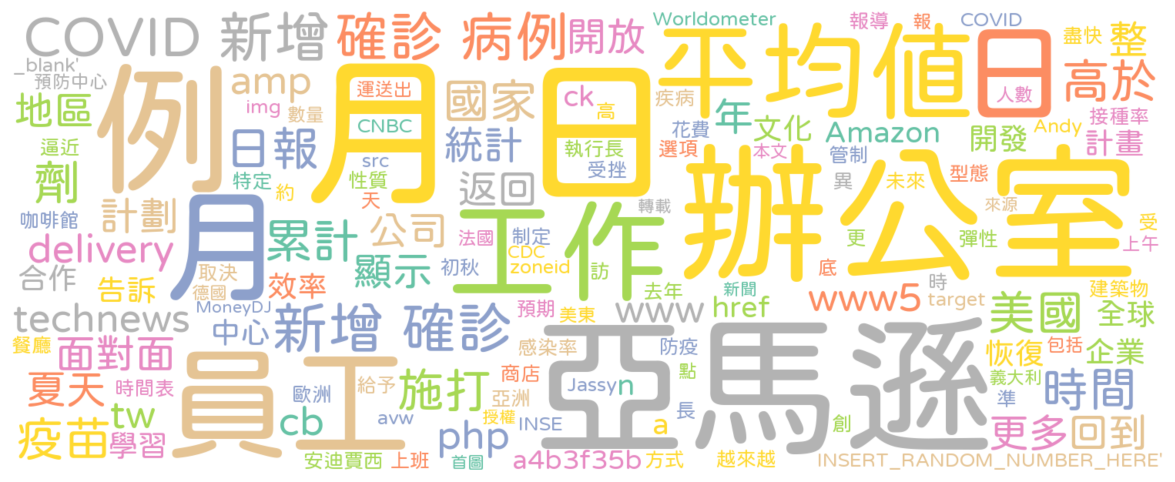 COVID 新增 確診 病例 開放 Worldometer 報導 報 COVID 盡快 整
_blank' 預防中心 amp 運送出 國家 ck 高 疾病 平均值 日 人數 高於
地區 img 數量 例 月 CNBC 日 花費 年 文化 Amazon 開發 Andy 接種率 計畫
逼近 日報 src 統計 執行長 受挫 選項 本文 管制 型態
劑 特定 約 性質 天 返回 辦公室 異 未來 來源
咖啡館 計劃 月 累計 公司 工作 轉載 更 彈性 受 上午
delivery 顯示 法國 制定 CDC 訪 底
合作 告訴 取決 德國 效率 初秋 zoneid 去年 新聞 www5 時 target 建築物
technews MoneyDJ 中心 新增 確診 預期 美東 www href 美國 全球
餐廳 面對面 員工 感染率 防疫 亞馬遜 恢復 包括 企業
夏天 時間表 歐洲 給予 施打 商店 亞洲 Jassy n 點 義大利 準 時間
tw cb avw 授權 INSE 長 a 創 更多 回到
疫苗 學習 php
安迪賈西 上班 首圖 a4b3f35b 方式 越來越 INSERT_RANDOM_NUMBER_HERE'